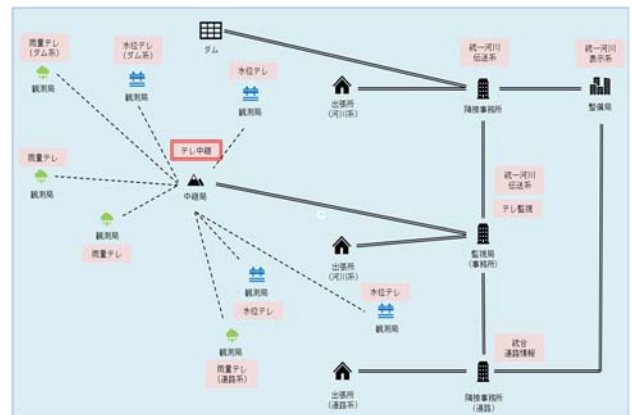 雨量テレ
(ダム系)
観測局
水位テレ
(ダム系)
観測局
ダム
水位テレ
観測局
出張所
(河川系)
統一河川
伝送系
隣接事務所
統一河川
表示系
整備局
雨量テレ
観測局
テレ中継
中継局
観測局
雨量テレ
統一河川
伝送系
テレ監視
監視局
(事務所)
出張所
(河川系)
観測局
水位テレ
水位テレ
観測局
観測局
雨量テレ
(道路系)
出張所
(道路系)
統合
道路情報
隣接事務所
(道路)